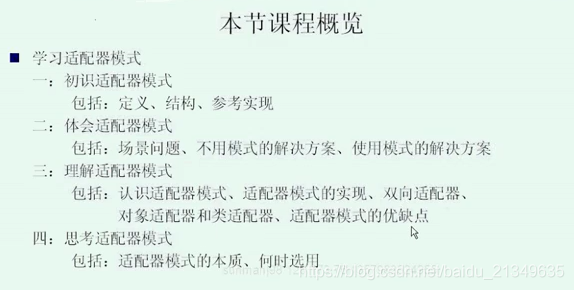 本节课程概览
学习适配器模式
一：初识适配器模式
包括：定义、结构、参考实现
二：体会适配器模式
包括：场景问题、不用模式的解决方案、使用模式的解决方案
三：理解适配器模式
包括：认识适配器模式、适配器模式的实现、双向适配器、
对象适配器和类适配器、适配器模式的优缺点
四：思考适配器模式
包括：适配器模式的本质、何时选用
https://blog.csdn.net/baidu_21349635